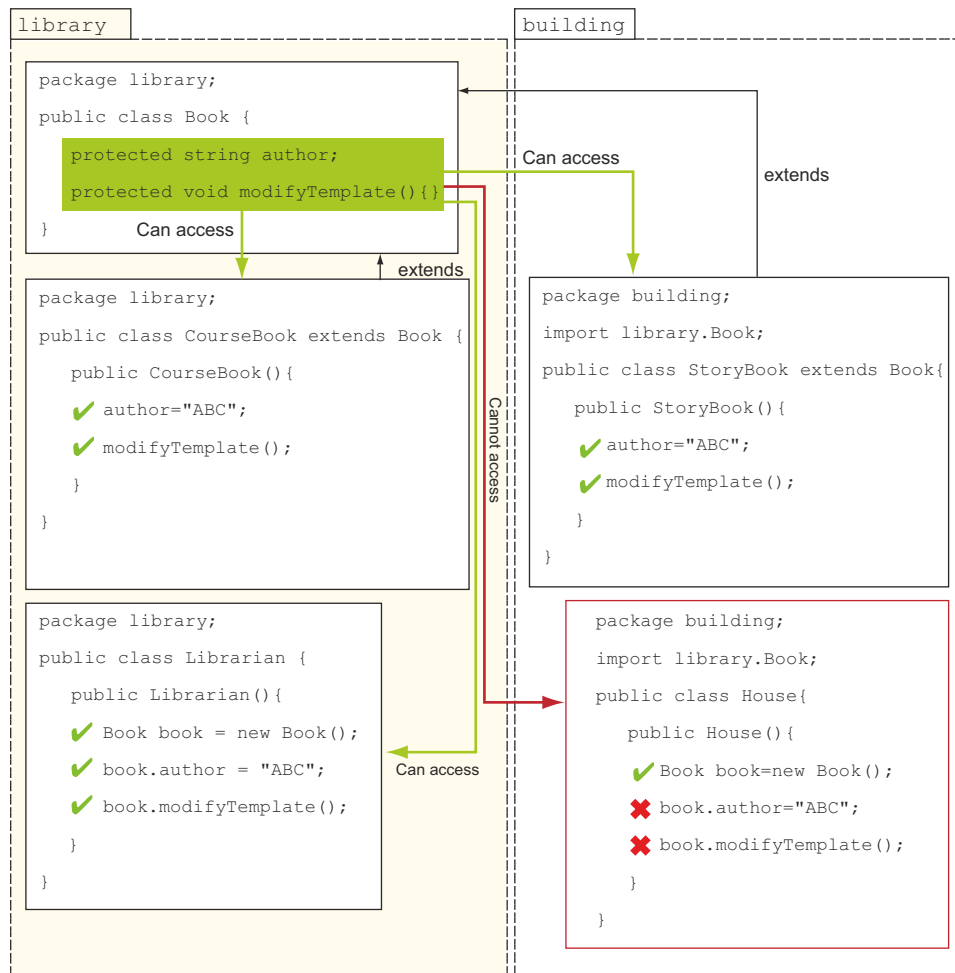 library
package library;
public class Book {
protected string author;
protected void modifyTemplate(){}
}
Can access
extends
package library;
public class CourseBook extends Book {
public CourseBook(){
author="ABC";
modifyTemplate();
}
}
package library;
public class Librarian {
public Librarian(){
Book book = new Book();
book.author = "ABC";
book.modifyTemplate();
}
}
Can access
Cannot access
building
Can access
extends
package building;
import library.Book;
public class StoryBook extends Book{
public StoryBook(){
author="ABC";
modifyTemplate();
}
}
package building;
import library.Book;
public class House{
public House(){
Book book=new Book();
book.author="ABC";
book.modifyTemplate();
}
}